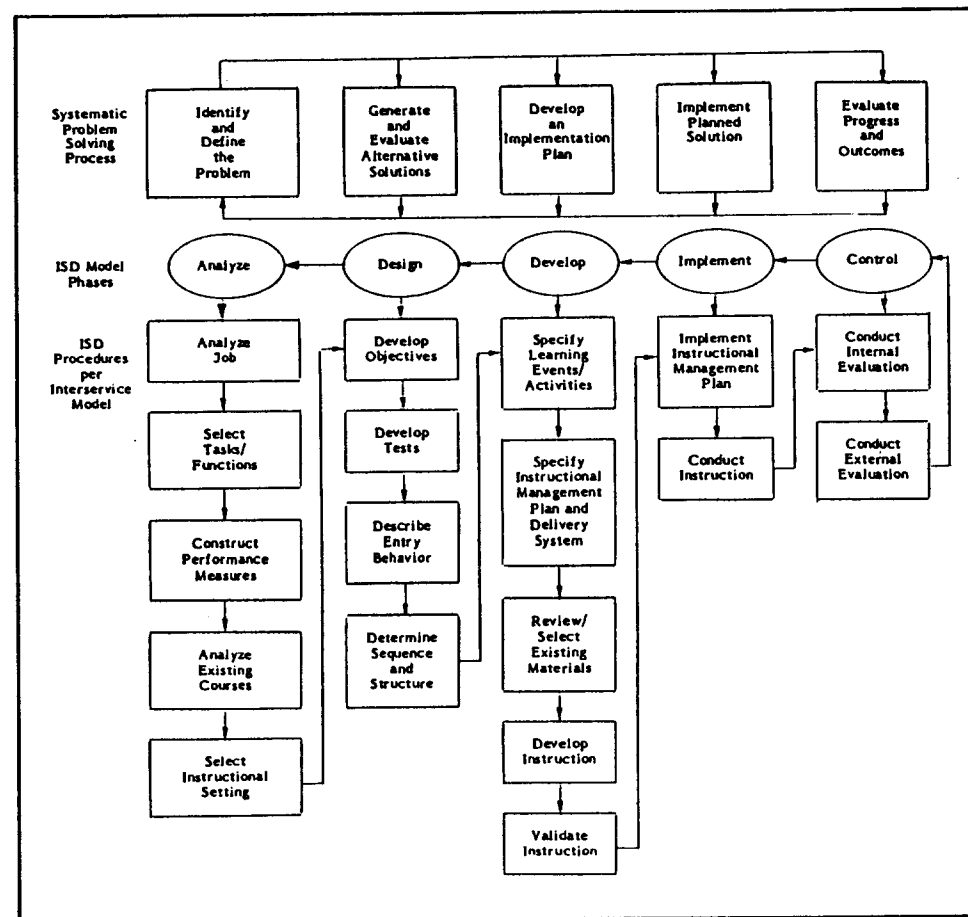 Systematic
Problem
Solving
Process
Identify
and
Define
the
Problem
Generate
and
Evaluate
Alternative
Solutions
Develop
an
Implementation
Plan
Implement
Planned
Solution
Evaluate
Progress
and
Outcomes
ISD Model
Phases
Analyze
Design
Develop
Implement
Control
ISD
Procedures
per
Interservice
Model
Analyze
Job
Select
Tasks/
Functions
Construct
Performance
Measures
Analyze
Existing
Courses
Select
Instructional
Setting
Develop
Objectives
Develop
Tests
Describe
Entry
Behavior
Determine
Sequence
and
Structure
Specify
Learning
Events/
Activities
Specify
Instructional
Management
Plan and
Delivery
System
Review/
Select
Existing
Materials
Develop
Instruction
Validate
Instruction
Implement
Instructional
Management
Plan
Conduct
Instruction
Conduct
Internal
Evaluation
Conduct
External
Evaluation